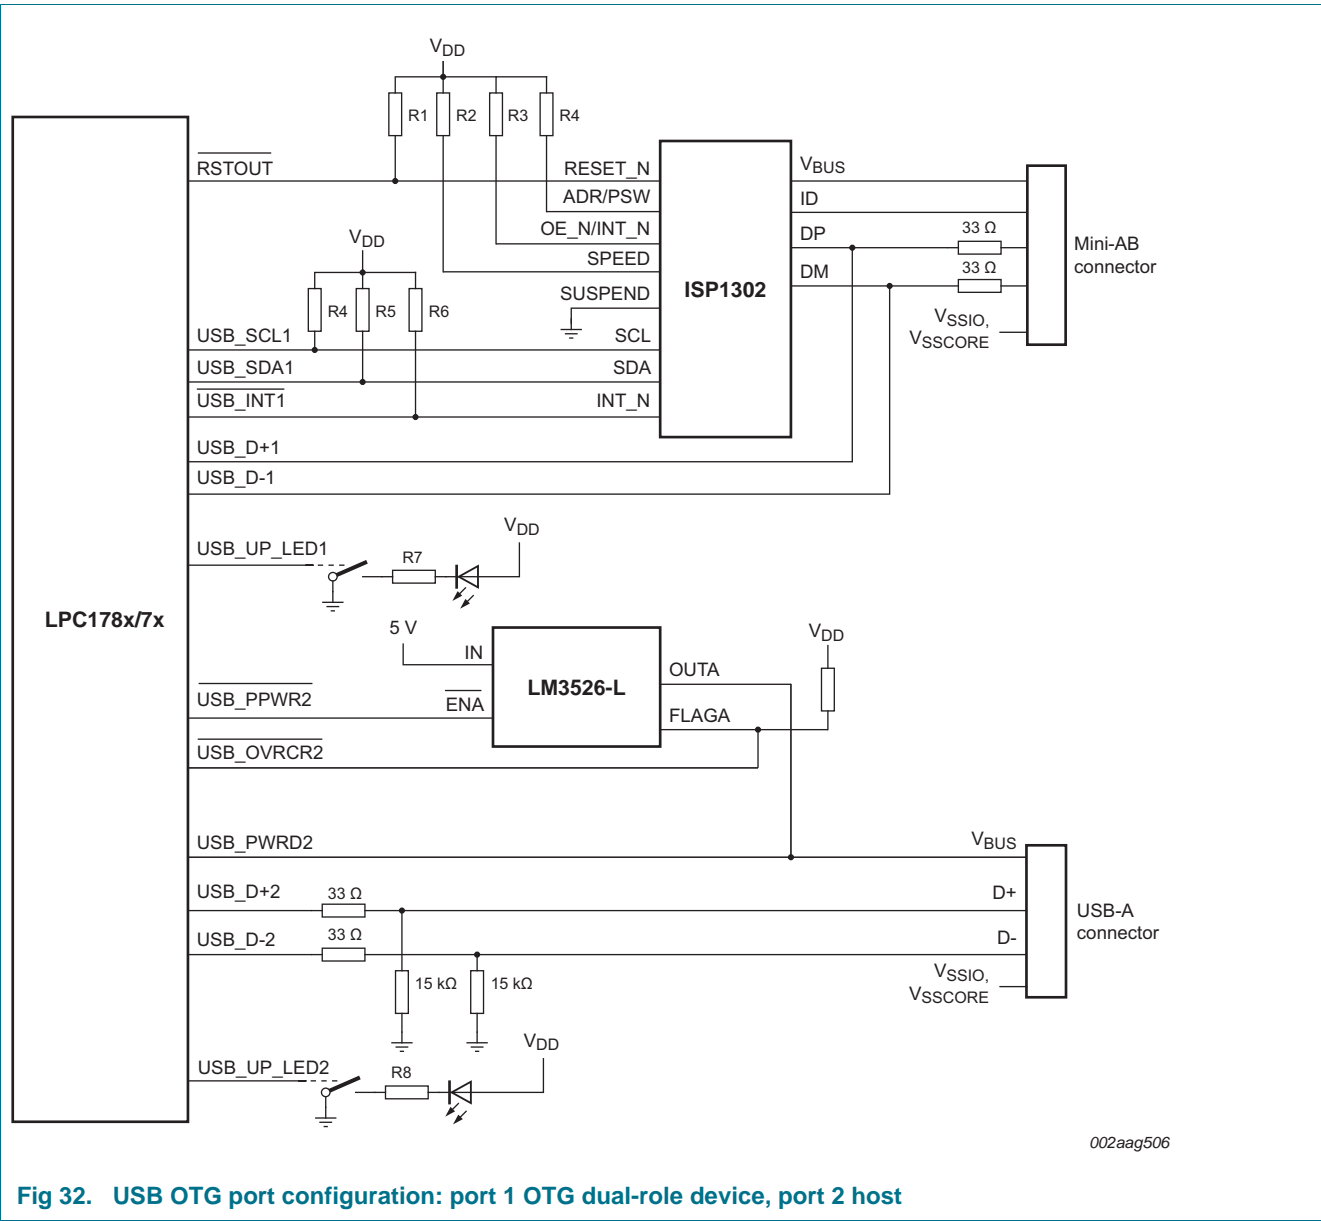 VDD
R1 R2 R3 R4
RSTOUT
RESET_N
ADR/PSW
OE_N/INT_N
SPEED
SUSPEND
SCL
SDA
INT_N
ISP1302
VBUS
ID
DP
DM
33 Ω
33 Ω
VSSIO,
VSSCORE
Mini-AB
connector
VDD
R4 R5 R6
USB_SCL1
USB_SDA1
USB_INT1
USB_D+1
USB_D-1
USB_UP_LED1
R7
VDD
LPC178x/7x
5 V
IN
ENA
LM3526-L
OUTA
FLAGA
VDD
USB_PPWR2
USB_OVRCR2
USB_PWRD2
VBUS
USB_D+2
33 Ω
D+
USB_D-2
33 Ω
D-
USB-A
connector
15 kΩ
15 kΩ
VSSIO,
VSSCORE
USB_UP_LED2
R8
VDD
002aag506
Fig 32. USB OTG port configuration: port 1 OTG dual-role device, port 2 host